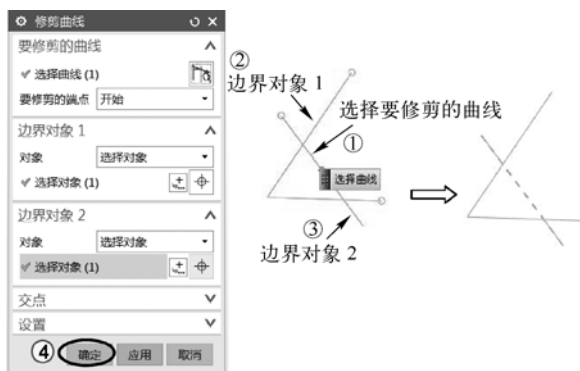 修剪曲线
要修剪的曲线
选择曲线 (1)
要修剪的端点 开始
边界对象 1
对象 选择对象
选择对象 (1)
边界对象 2
对象 选择对象
选择对象 (1)
交点
设置
④ 确定 应用 取消
②
边界对象 1
选择要修剪的曲线
①
选择曲线
③
边界对象 2